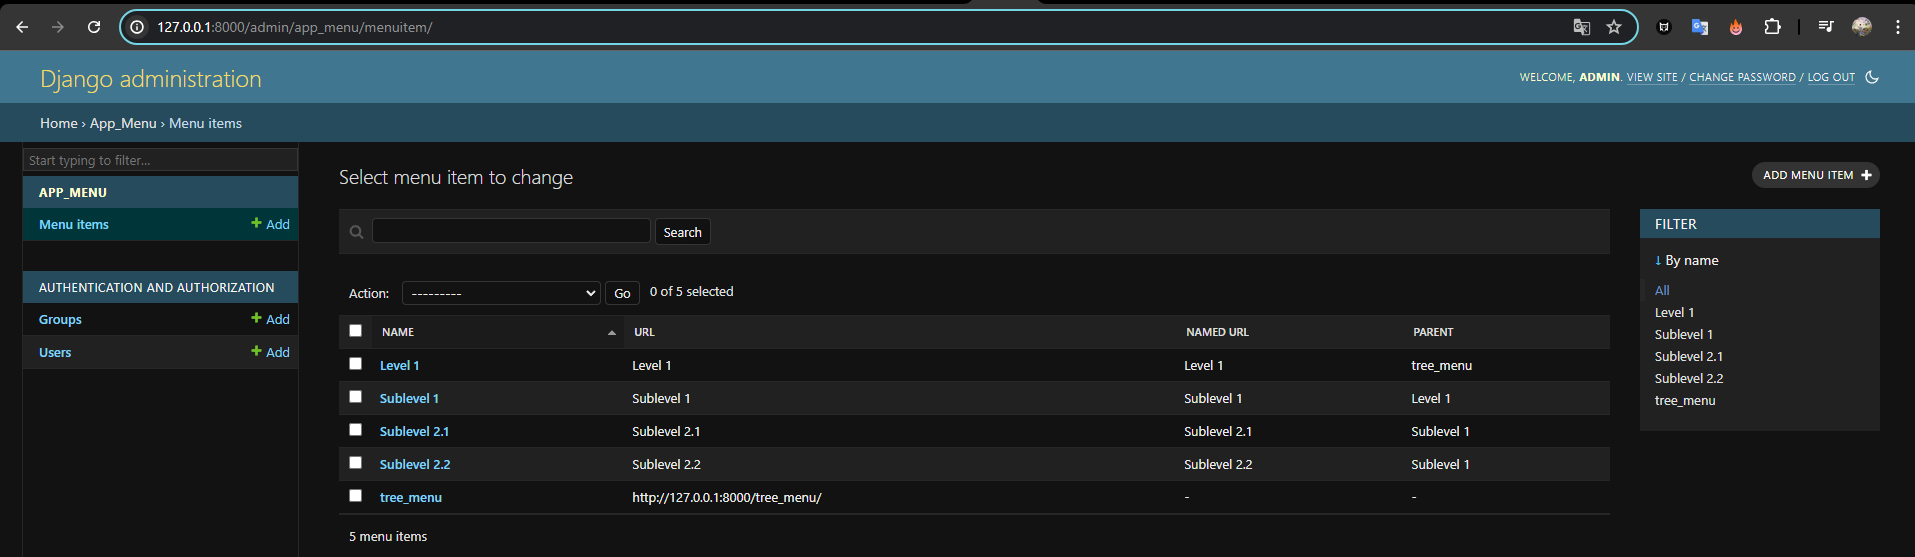 127.0.0.1:8000/admin/app_menu/menuitem/
Django administration
WELCOME, ADMIN. VIEW SITE / CHANGE PASSWORD / LOG OUT
Home › App_Menu › Menu items
Start typing to filter...
APP_MENU
Menu items + Add
AUTHENTICATION AND AUTHORIZATION
Groups + Add
Users + Add
Select menu item to change
ADD MENU ITEM +
Search
Action: --------- Go 0 of 5 selected
NAME URL NAMED URL PARENT
Level 1 Level 1 Level 1 tree_menu
Sublevel 1 Sublevel 1 Sublevel 1 Level 1
Sublevel 2.1 Sublevel 2.1 Sublevel 2.1 Sublevel 1
Sublevel 2.2 Sublevel 2.2 Sublevel 2.2 Sublevel 1
tree_menu http://127.0.0.1:8000/tree_menu/ - -
5 menu items
FILTER
↓ By name
All
Level 1
Sublevel 1
Sublevel 2.1
Sublevel 2.2
tree_menu